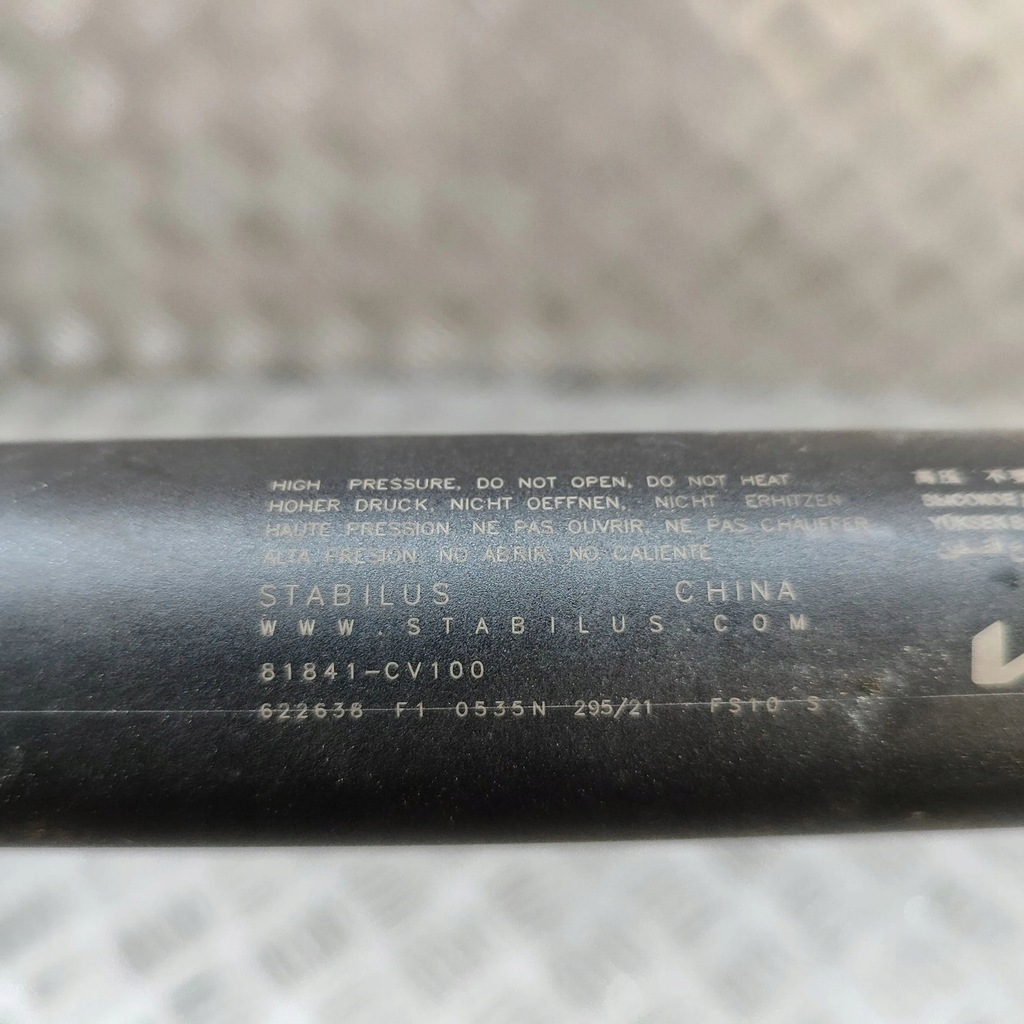 HIGH PRESSURE, DO NOT OPEN, DO NOT HEAT
HOHER DRUCK, NICHT OEFFNEN, NICHT ERHITZEN
HAUTE PRESSION, NE PAS OUVRIR, NE PAS CHAUFFER
ALTA PRESION, NO ABRIR, NO CALIENTE
STABILUS CHINA
WWW.STABILUS.COM
81841-CV100
622638 F1 0535N 295/21 FS10 S
YÜKSEK